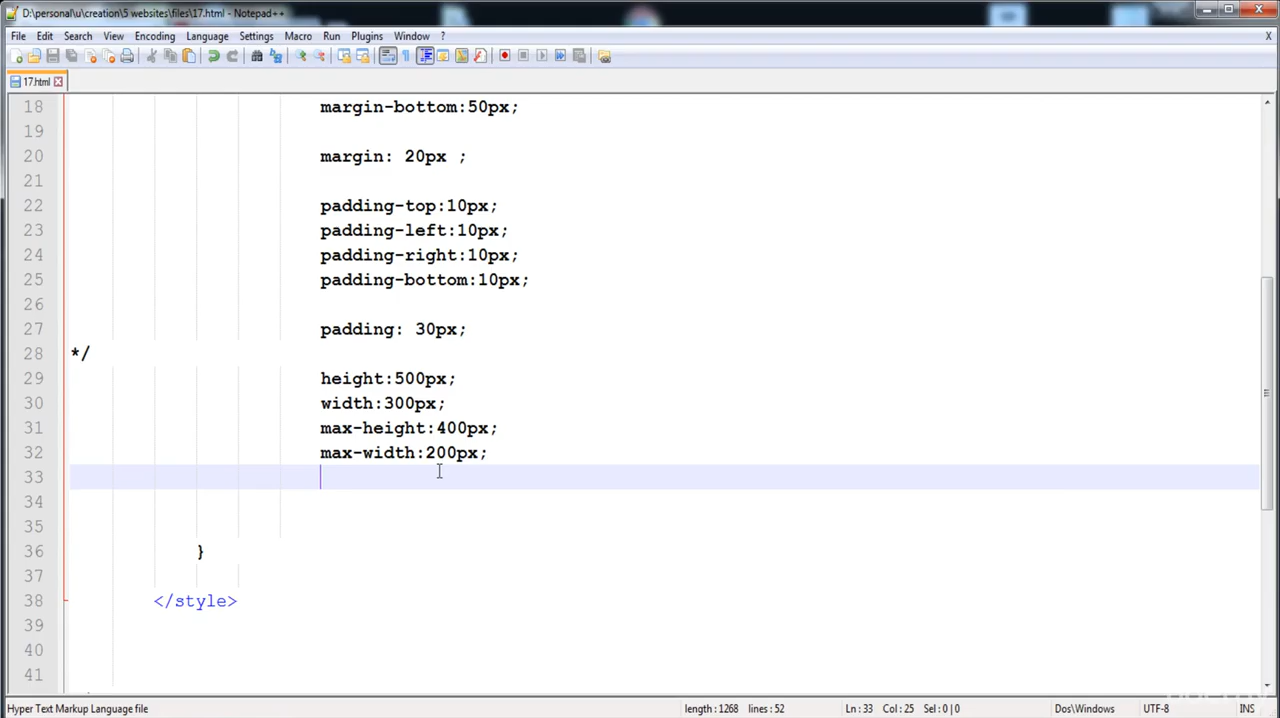 D:\personal\u\creation\5 websites\files\17.html - Notepad++
File Edit Search View Encoding Language Settings Macro Run Plugins Window ? X
17.html
18 margin-bottom:50px;
19
20 margin: 20px ;
21
22 padding-top:10px;
23 padding-left:10px;
24 padding-right:10px;
25 padding-bottom:10px;
26
27 padding: 30px;
28 */
29 height:500px;
30 width:300px;
31 max-height:400px;
32 max-width:200px;
33
34
35
36 }
37
38 </style>
39
40
41
Hyper Text Markup Language file length : 1268 lines : 52 Ln : 33 Col : 25 Sel : 0 | 0 Dos\Windows UTF-8 INS